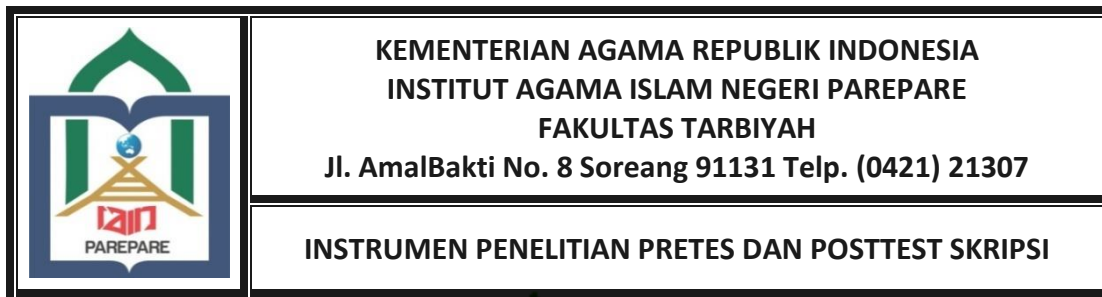 KEMENTERIAN AGAMA REPUBLIK INDONESIA
INSTITUT AGAMA ISLAM NEGERI PAREPARE
FAKULTAS TARBIYAH
Jl. AmalBakti No. 8 Soreang 91131 Telp. (0421) 21307
iain
PAREPARE
INSTRUMEN PENELITIAN PRETES DAN POSTTEST SKRIPSI